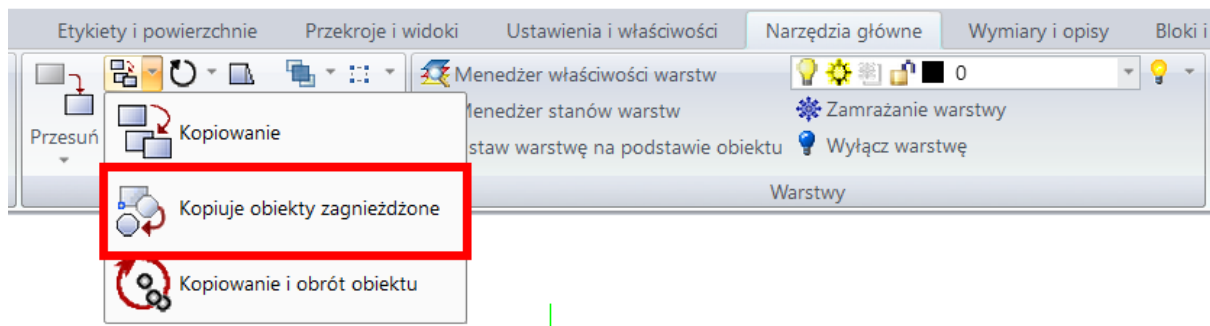 Etykiety i powierzchnie Przekroje i widoki Ustawienia i właściwości Narzędzia główne Wymiary i opisy Bloki i
Menedżer właściwości warstw 0
Menedżer stanów warstw Zamrażanie warstwy
Przesuń Kopiowanie
staw warstwę na podstawie obiektu Wyłącz warstwę
Warstwy
Kopiuje obiekty zagnieżdżone
Kopiowanie i obrót obiektu